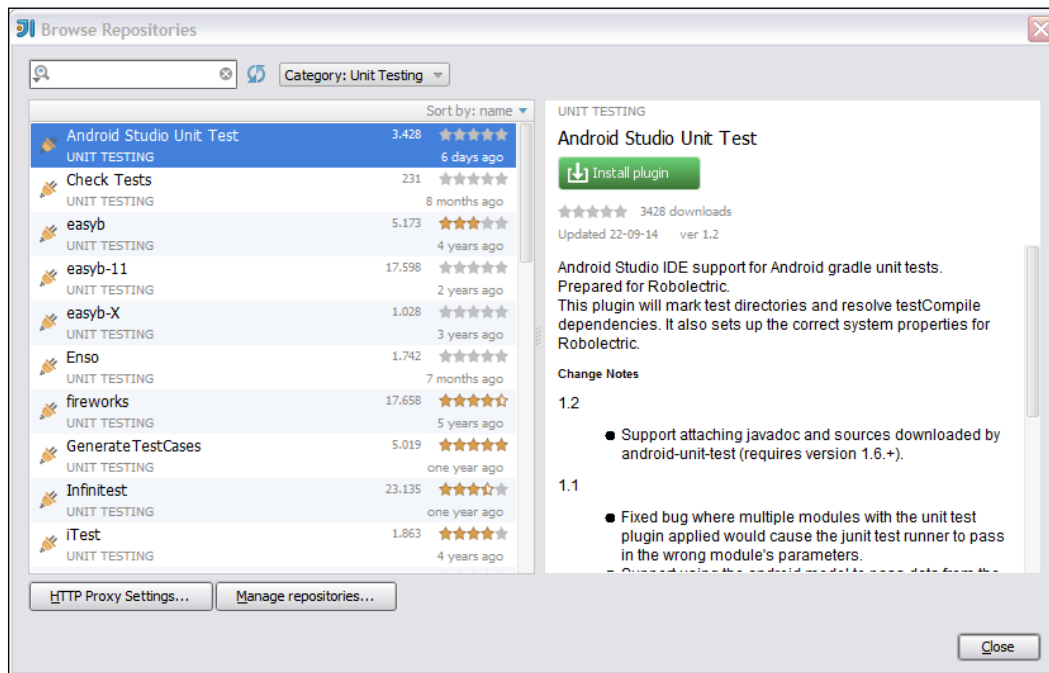 Browse Repositories
Category: Unit Testing
Sort by: name
Android Studio Unit Test 3.428
UNIT TESTING 6 days ago
Check Tests 231
UNIT TESTING 8 months ago
easyb 5.173
UNIT TESTING 4 years ago
easyb-11 17.598
UNIT TESTING 2 years ago
easyb-X 1.028
UNIT TESTING 3 years ago
Enso 1.742
UNIT TESTING 7 months ago
fireworks 17.658
UNIT TESTING 5 years ago
GenerateTestCases 5.019
UNIT TESTING one year ago
Infinitest 23.135
UNIT TESTING one year ago
iTest 1.863
UNIT TESTING 4 years ago
UNIT TESTING
Android Studio Unit Test
Install plugin
3428 downloads
Updated 22-09-14 ver 1.2
Android Studio IDE support for Android gradle unit tests.
Prepared for Robolectric.
This plugin will mark test directories and resolve testCompile
dependencies. It also sets up the correct system properties for
Robolectric.
Change Notes
1.2
Support attaching javadoc and sources downloaded by
android-unit-test (requires version 1.6.+).
1.1
Fixed bug where multiple modules with the unit test
plugin applied would cause the junit test runner to pass
in the wrong module's parameters.
Support using the android model to pass data from the
HTTP Proxy Settings...
Manage repositories...
Close